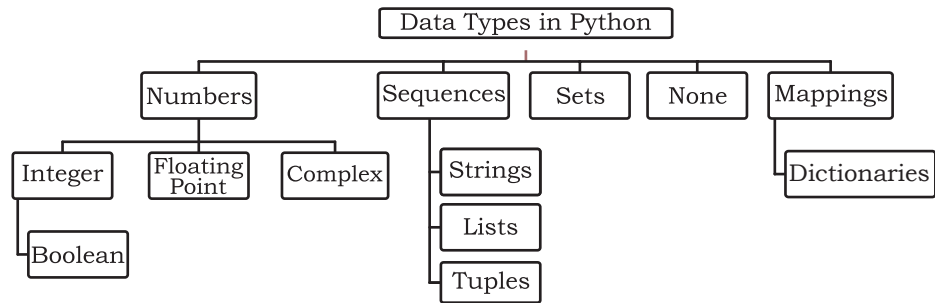 Data Types in Python
Numbers
Sequences
Sets
None
Mappings
Integer
Floating
Point
Complex
Strings
Dictionaries
Lists
Boolean
Tuples